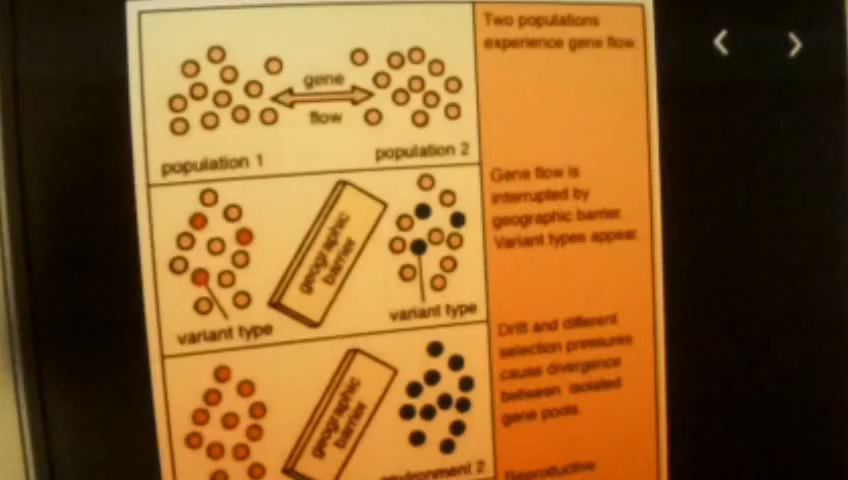 Two populations
experience gene flow.
gene
flow
population 1
population 2
Gene flow is
interrupted by
geographic barrier.
Variant types appear.
geographic
barrier
variant type
variant type
Drift and different
selection pressures
cause divergence
between isolated
gene pools.
geographic
barrier
environment 2
Reproductive